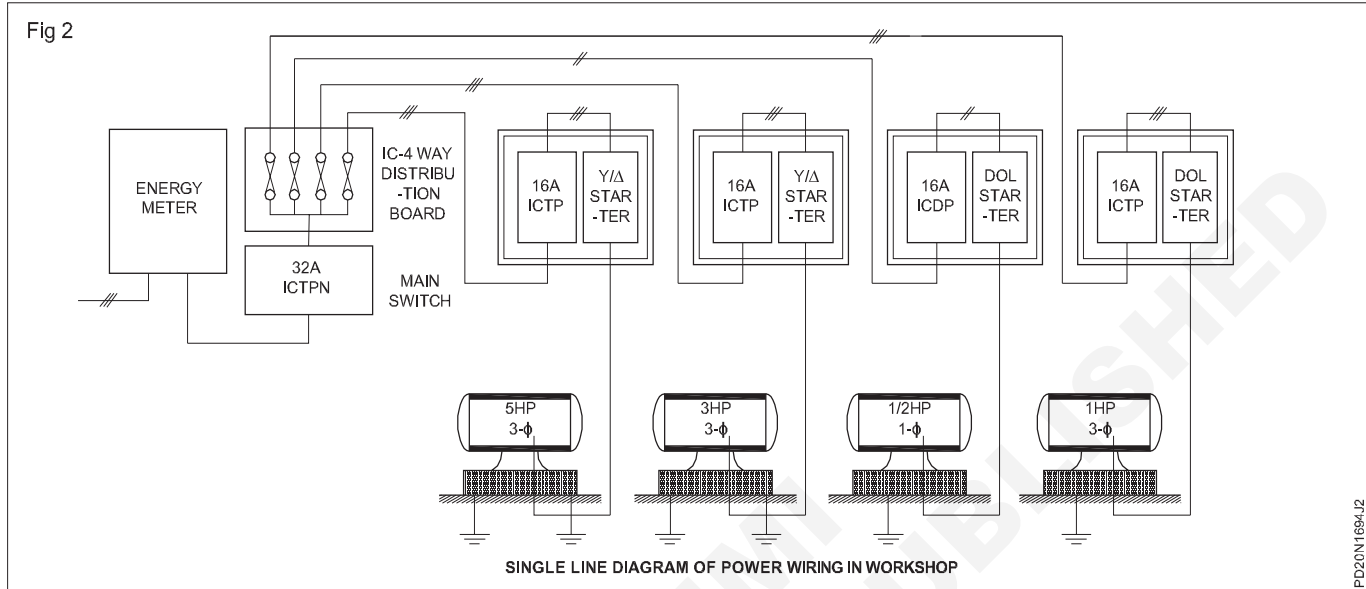 Fig 2
ENERGY
METER
IC-4 WAY
DISTRIBU
-TION
BOARD
32A
ICTPN
MAIN
SWITCH
16A
ICTP
Y/Δ
STAR
-TER
16A
ICTP
Y/Δ
STAR
-TER
16A
ICDP
DOL
STAR
-TER
16A
ICTP
DOL
STAR
-TER
5HP
3-ϕ
3HP
3-ϕ
1/2HP
1-ϕ
1HP
3-ϕ
SINGLE LINE DIAGRAM OF POWER WIRING IN WORKSHOP
PD20N1694J2